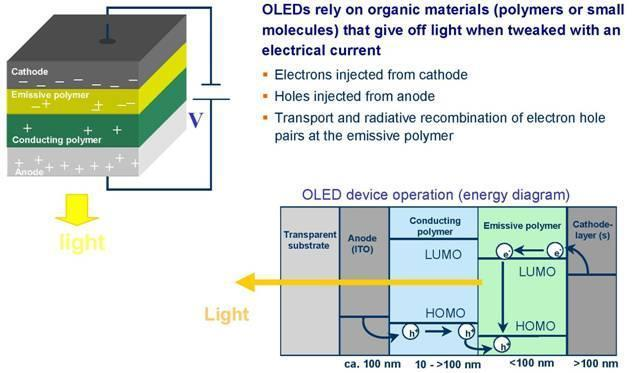 OLEDs rely on organic materials (polymers or small
molecules) that give off light when tweaked with an
electrical current
Electrons injected from cathode
Holes injected from anode
Transport and radiative recombination of electron hole
pairs at the emissive polymer
Cathode
Emissive polymer
Conducting polymer
Anode
V
light
OLED device operation (energy diagram)
Transparent
substrate
Anode
(ITO)
Conducting
polymer
Emissive polymer
Cathode-
layer (s)
LUMO
e-
e-
LUMO
Light
HOMO
HOMO
h+
h+
h+
ca. 100 nm
10 - >100 nm
<100 nm
>100 nm